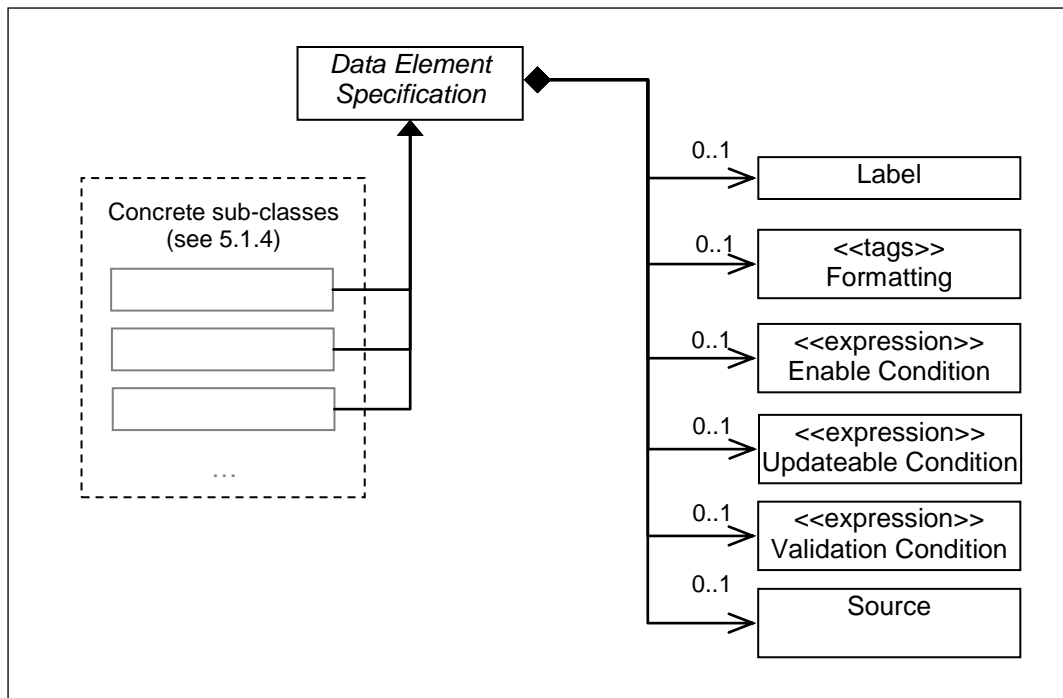 Data Element
Specification
Concrete sub-classes
(see 5.1.4)
...
0..1
Label
0..1
<<tags>>
Formatting
0..1
<<expression>>
Enable Condition
0..1
<<expression>>
Updateable Condition
0..1
<<expression>>
Validation Condition
0..1
Source